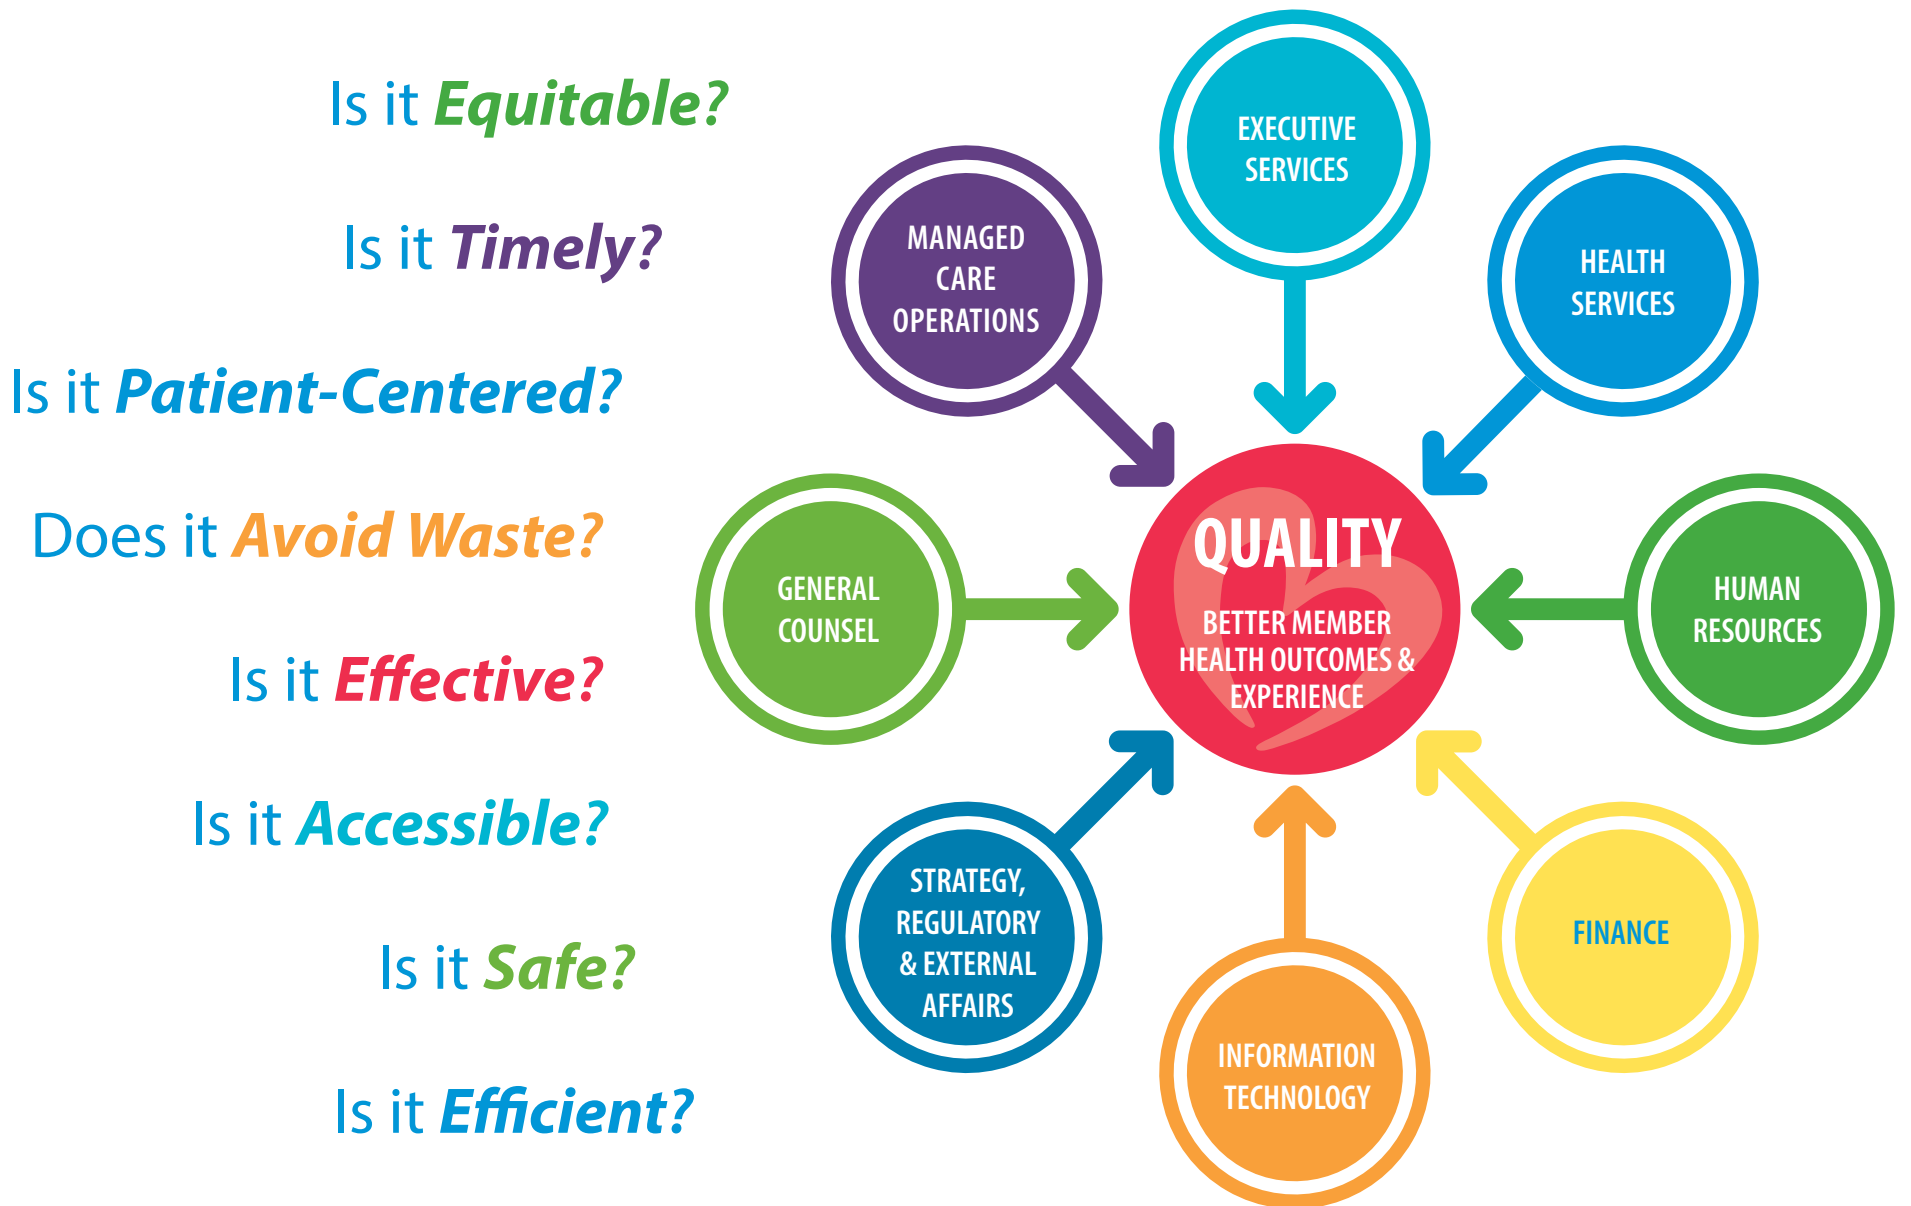 Is it Equitable?
Is it Timely?
Is it Patient-Centered?
Does it Avoid Waste?
Is it Effective?
Is it Accessible?
Is it Safe?
Is it Efficient?
EXECUTIVE
SERVICES
HEALTH
SERVICES
HUMAN
RESOURCES
FINANCE
INFORMATION
TECHNOLOGY
STRATEGY,
REGULATORY
& EXTERNAL
AFFAIRS
GENERAL
COUNSEL
MANAGED
CARE
OPERATIONS
QUALITY
BETTER MEMBER
HEALTH OUTCOMES &
EXPERIENCE